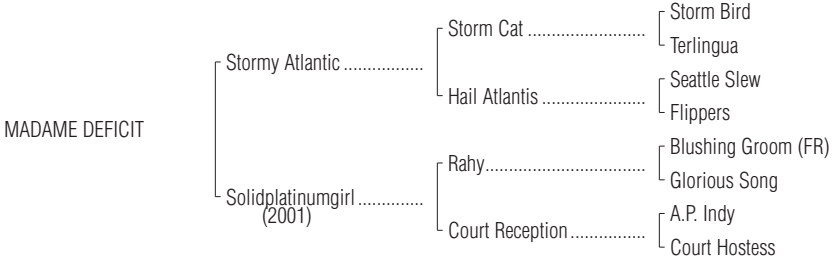 MADAME DEFICIT
Stormy Atlantic ................
Solidplatinumgirl .............
(2001)
Storm Cat .......................
Hail Atlantis .....................
Rahy...............................
Court Reception ...............
Storm Bird
Terlingua
Seattle Slew
Flippers
Blushing Groom (FR)
Glorious Song
A.P. Indy
Court Hostess